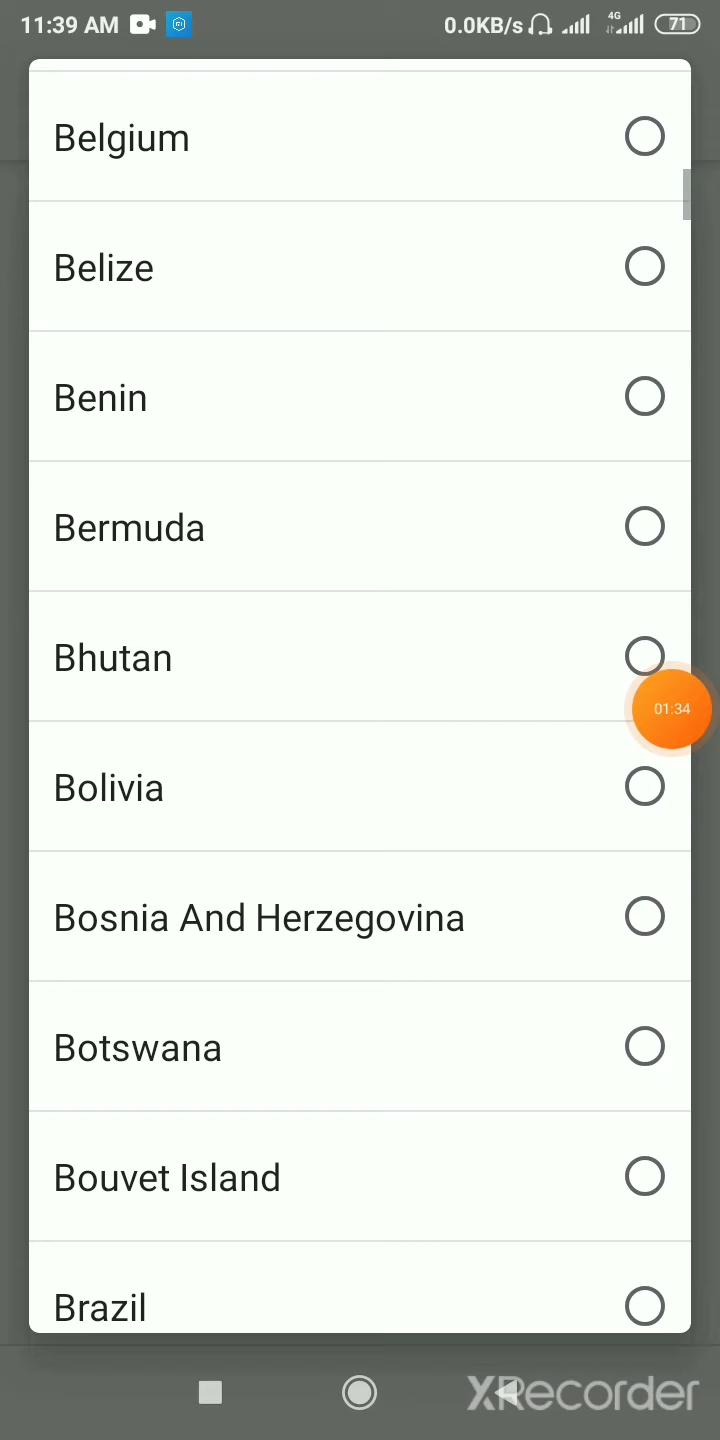 11:39 AM 0.0KB/s 4G 71
Belgium
Belize
Benin
Bermuda
Bhutan
01:34
Bolivia
Bosnia And Herzegovina
Botswana
Bouvet Island
Brazil
XRecorder